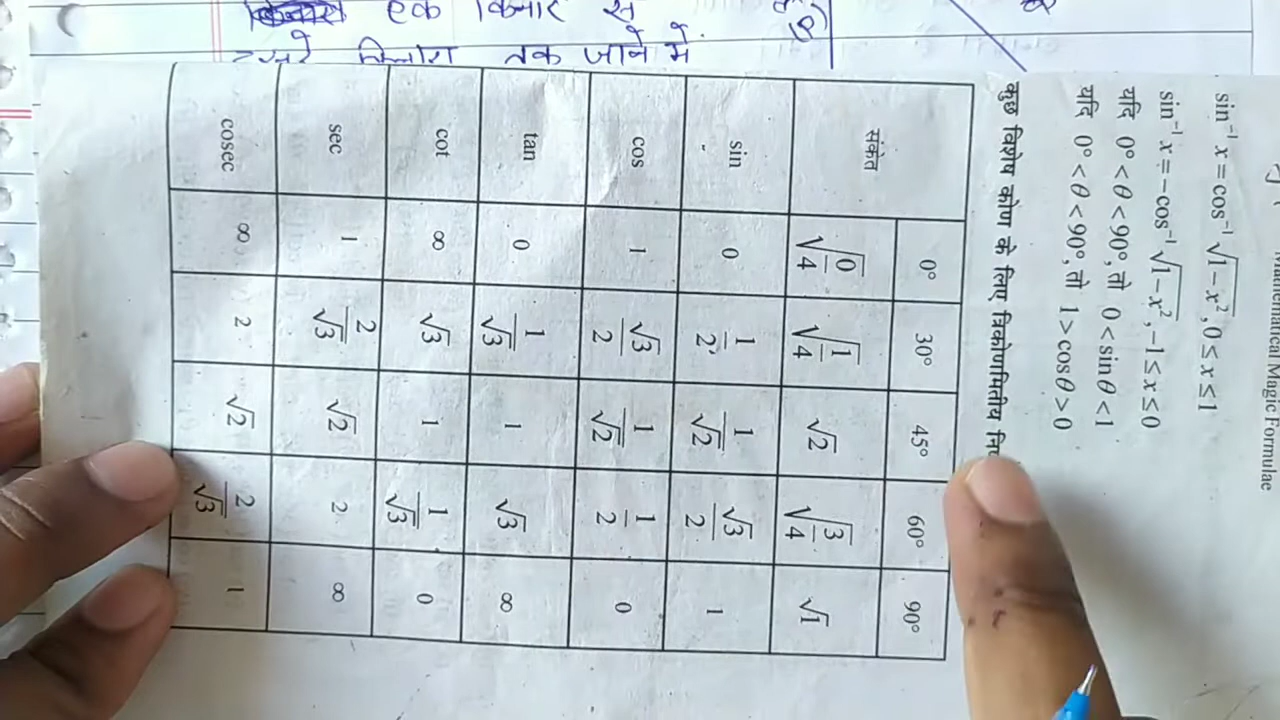 एक किनारे से
किनारा तक जाने में
Mathematical Magic Formulae
sin⁻¹ x = cos⁻¹ √(1−x²), 0 ≤ x ≤ 1
sin⁻¹ x = −cos⁻¹ √(1−x²), −1 ≤ x ≤ 0
यदि 0° < θ < 90°, तो 0 < sin θ < 1
यदि 0° < θ < 90°, तो 1 > cos θ > 0
कुछ विशेष कोण के लिए त्रिकोणमितीय
संकेत 0° 30° 45° 60° 90°
√(0/4) √(1/4) √2 √(3/4) √1
sin 0 1/2 1/√2 √3/2 1
cos 1 √3/2 1/√2 1/2 0
tan 0 1/√3 1 √3 ∞
cot ∞ √3 1 1/√3 0
sec 1 2/√3 √2 2 ∞
cosec ∞ 2 √2 2/√3 1